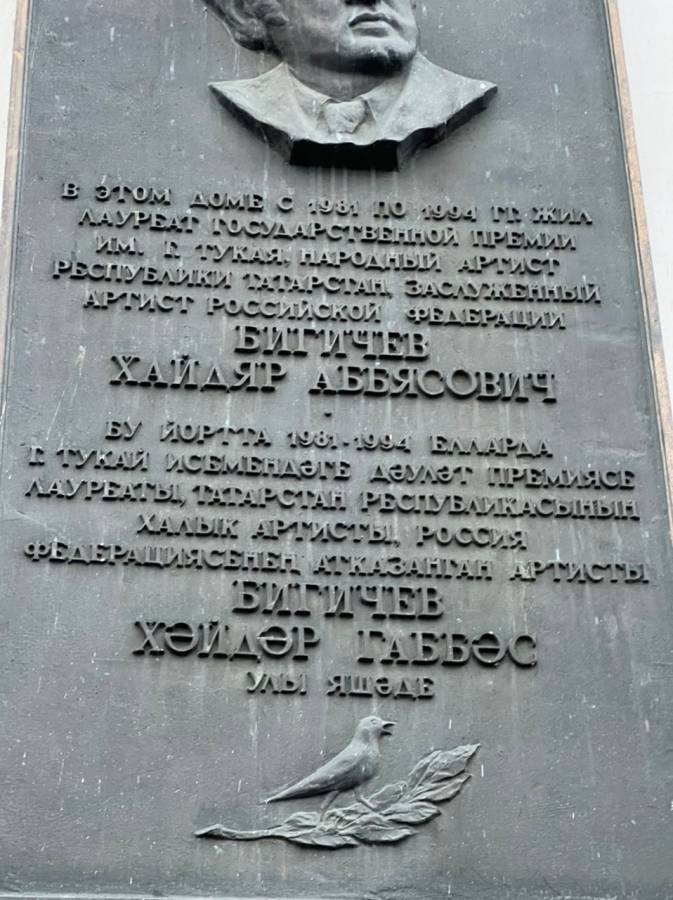 В ЭТОМ ДОМЕ С 1981 ПО 1994 ГГ. ЖИЛ
ЛАУРЕАТ ГОСУДАРСТВЕННОЙ ПРЕМИИ
ИМ. Г. ТУКАЯ, НАРОДНЫЙ АРТИСТ
РЕСПУБЛИКИ ТАТАРСТАН, ЗАСЛУЖЕННЫЙ
АРТИСТ РОССИЙСКОЙ ФЕДЕРАЦИИ
БИГИЧЕВ
ХАЙДЯР АББЯСОВИЧ
БУ ЙОРТТА 1981-1994 ЕЛЛАРДА
Г. ТУКАЙ ИСЕМЕНДӘГЕ ДӘҮЛӘТ ПРЕМИЯСЕ
ЛАУРЕАТЫ, ТАТАРСТАН РЕСПУБЛИКАСЫНЫҢ
ХАЛЫК АРТИСТЫ, РОССИЯ
ФЕДЕРАЦИЯСЕНЕҢ АТКАЗАНГАН АРТИСТЫ
БИГИЧЕВ
ХӘЙДӘР ГАББӘС
УЛЫ ЯШӘДЕ